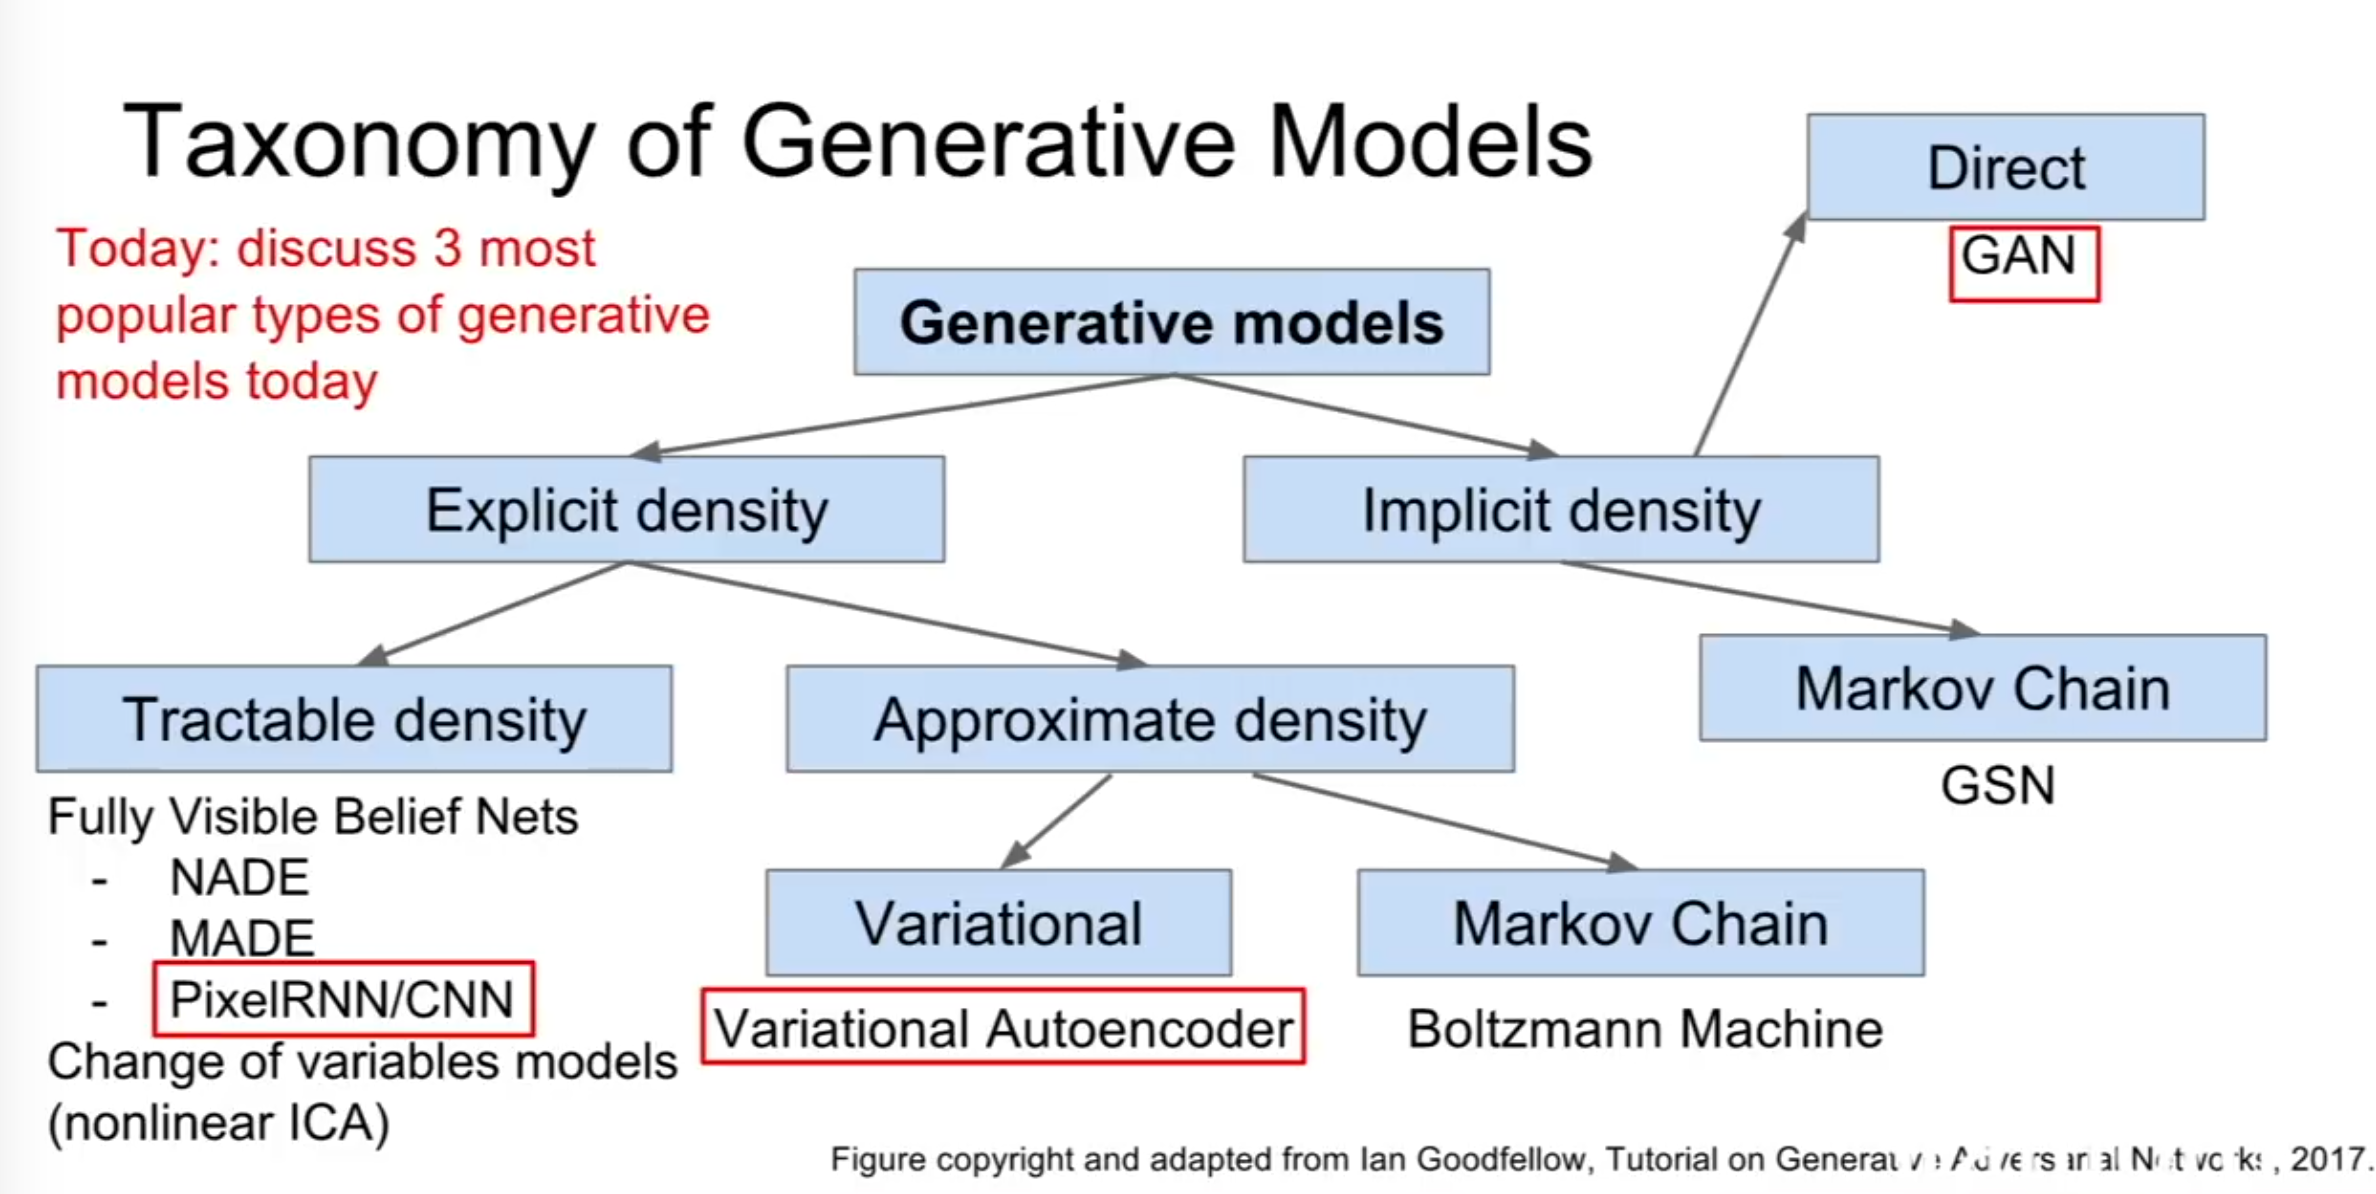 Taxonomy of Generative Models
Today: discuss 3 most
popular types of generative
models today
Direct
GAN
Generative models
Explicit density
Implicit density
Tractable density
Approximate density
Markov Chain
GSN
Fully Visible Belief Nets
- NADE
- MADE
- PixelRNN/CNN
Change of variables models
(nonlinear ICA)
Variational
Variational Autoencoder
Markov Chain
Boltzmann Machine
Figure copyright and adapted from Ian Goodfellow, Tutorial on Generative Adversarial Networks, 2017.